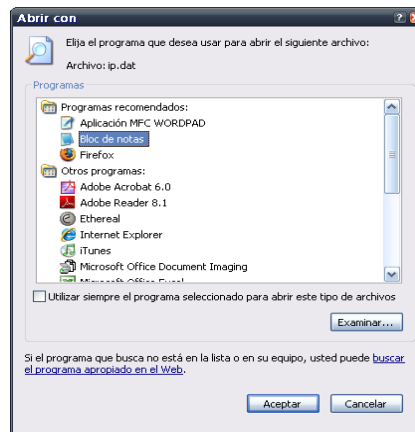 Abrir con
Elija el programa que desea usar para abrir el siguiente archivo:
Archivo: ip.dat
Programas
Programas recomendados:
Aplicación MFC WORDPAD
Bloc de notas
Firefox
Otros programas:
Adobe Acrobat 6.0
Adobe Reader 8.1
Ethereal
Internet Explorer
iTunes
Microsoft Office Document Imaging
Microsoft Office Excel
Utilizar siempre el programa seleccionado para abrir este tipo de archivos
Examinar...
Si el programa que busca no está en la lista o en su equipo, usted puede buscar
el programa apropiado en el Web.
Aceptar Cancelar